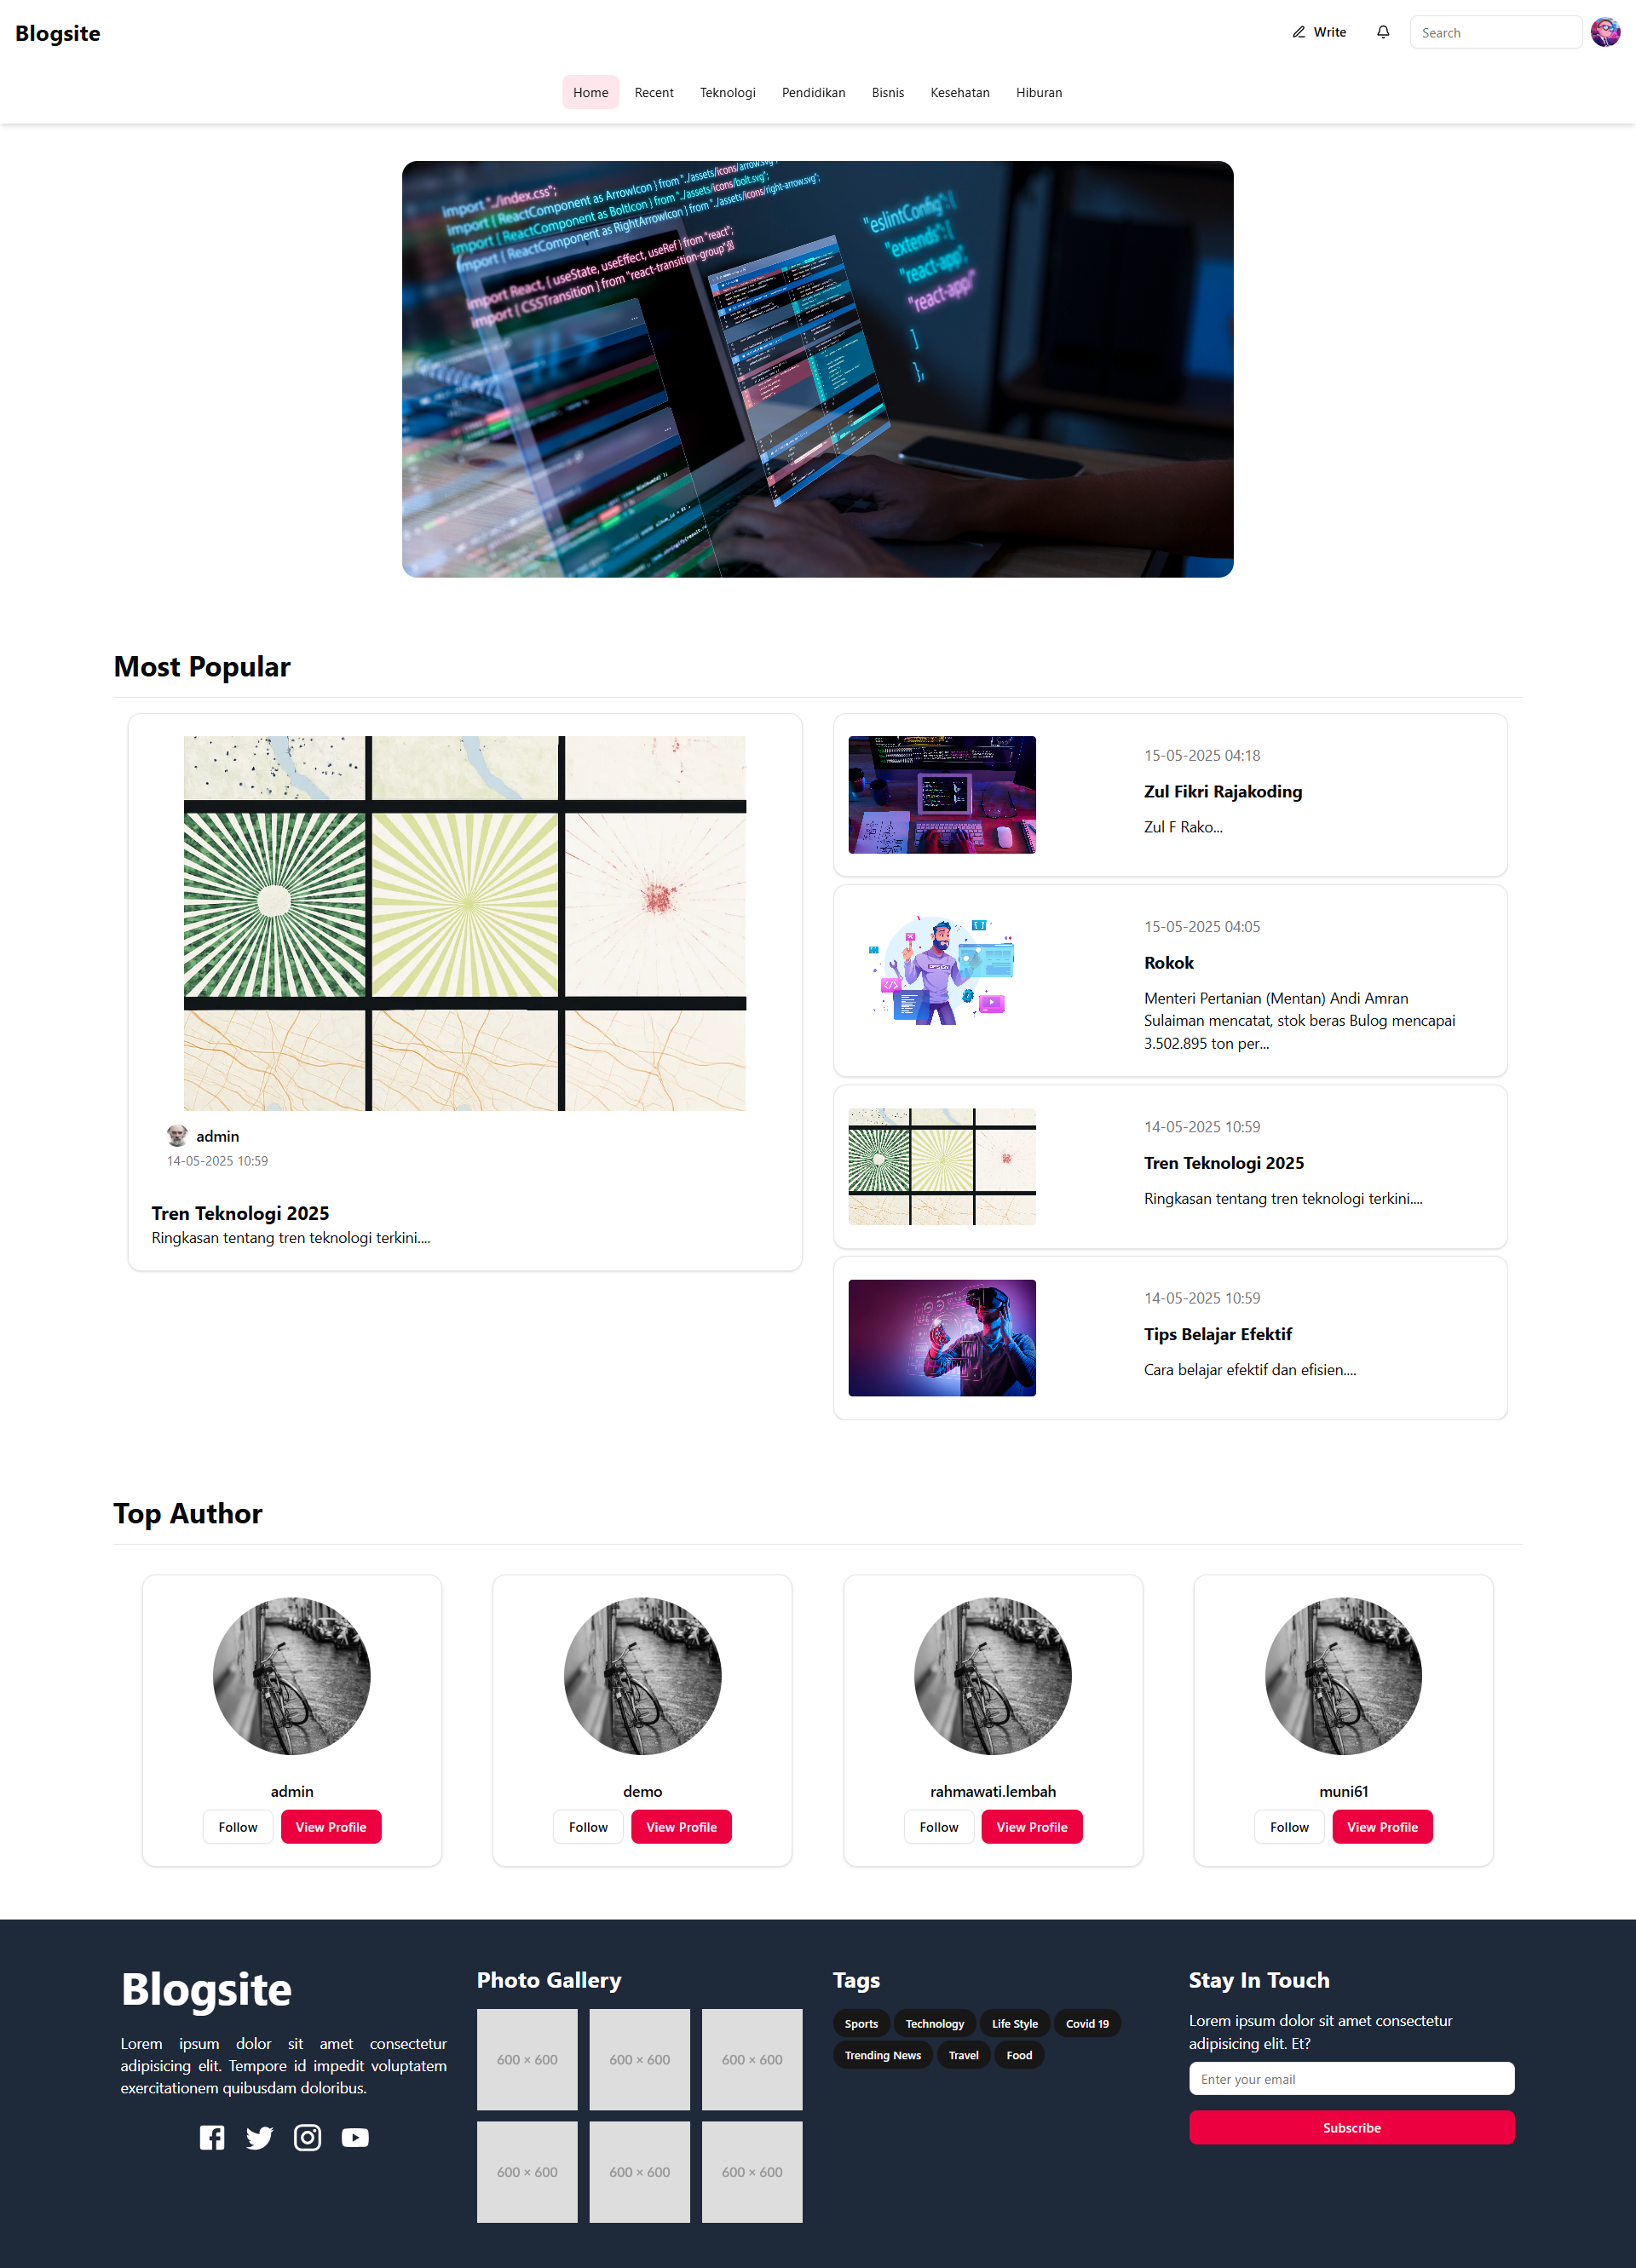 Blogsite
Write
Search
Home Recent Teknologi Pendidikan Bisnis Kesehatan Hiburan
import "../index.css";
import { ReactComponent as ArrowIcon } from "../assets/icons/arrow.svg";
import { ReactComponent as BoltIcon } from "../assets/icons/bolt.svg";
import { ReactComponent as RightArrowIcon } from "../assets/icons/right-arrow.svg";
import React, { useState, useEffect, useRef } from "react";
import { CSSTransition } from "react-transition-group";
"eslintConfig": {
"extends": [
"react-app",
"react-app/
]
},
Most Popular
admin
14-05-2025 10:59
Tren Teknologi 2025
Ringkasan tentang tren teknologi terkini....
15-05-2025 04:18
Zul Fikri Rajakoding
Zul F Rako...
15-05-2025 04:05
Rokok
Menteri Pertanian (Mentan) Andi Amran
Sulaiman mencatat, stok beras Bulog mencapai
3.502.895 ton per...
14-05-2025 10:59
Tren Teknologi 2025
Ringkasan tentang tren teknologi terkini....
14-05-2025 10:59
Tips Belajar Efektif
Cara belajar efektif dan efisien....
Top Author
admin
Follow View Profile
demo
Follow View Profile
rahmawati.lembah
Follow View Profile
muni61
Follow View Profile
Blogsite
Lorem ipsum dolor sit amet consectetur
adipisicing elit. Tempore id impedit voluptatem
exercitationem quibusdam doloribus.
Photo Gallery
600 × 600 600 × 600 600 × 600
600 × 600 600 × 600 600 × 600
Tags
Sports Technology Life Style Covid 19
Trending News Travel Food
Stay In Touch
Lorem ipsum dolor sit amet consectetur
adipisicing elit. Et?
Enter your email
Subscribe